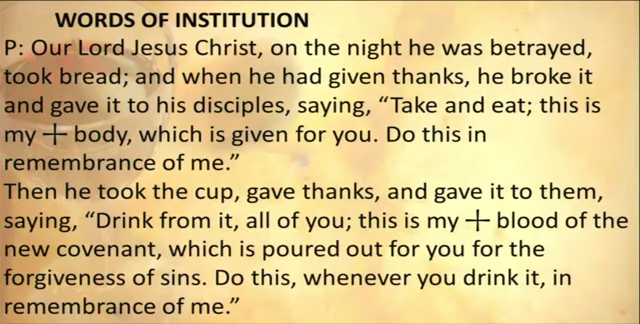 WORDS OF INSTITUTION
P: Our Lord Jesus Christ, on the night he was betrayed,
took bread; and when he had given thanks, he broke it
and gave it to his disciples, saying, “Take and eat; this is
my ┼ body, which is given for you. Do this in
remembrance of me.”
Then he took the cup, gave thanks, and gave it to them,
saying, “Drink from it, all of you; this is my ┼ blood of the
new covenant, which is poured out for you for the
forgiveness of sins. Do this, whenever you drink it, in
remembrance of me.”